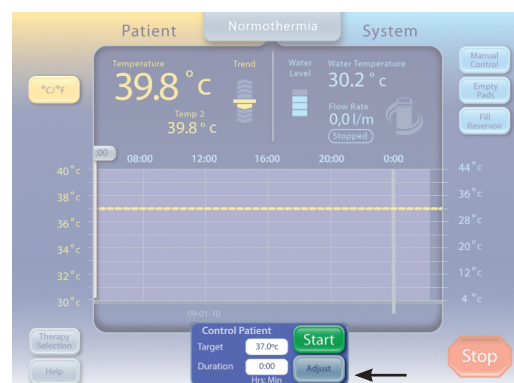 Patient
Normothermia
System
Temperature
Trend
39.8°c
Temp 2
39.8°c
Water
Level
Water Temperature
30.2°c
Flow Rate
0,0 l/m
Stopped
°C/°F
Manual
Control
Empty
Pads
Fill
Reservoir
:00
08:00
12:00
16:00
20:00
0:00
40°c
38°c
36°c
34°c
32°c
30°c
44°c
36°c
28°c
20°c
12°c
4°c
09-01-10
Therapy
Selection
Help
Control Patient
Target
37.0ºc
Start
Duration
0:00
Adjust
Hrs: Min
Stop